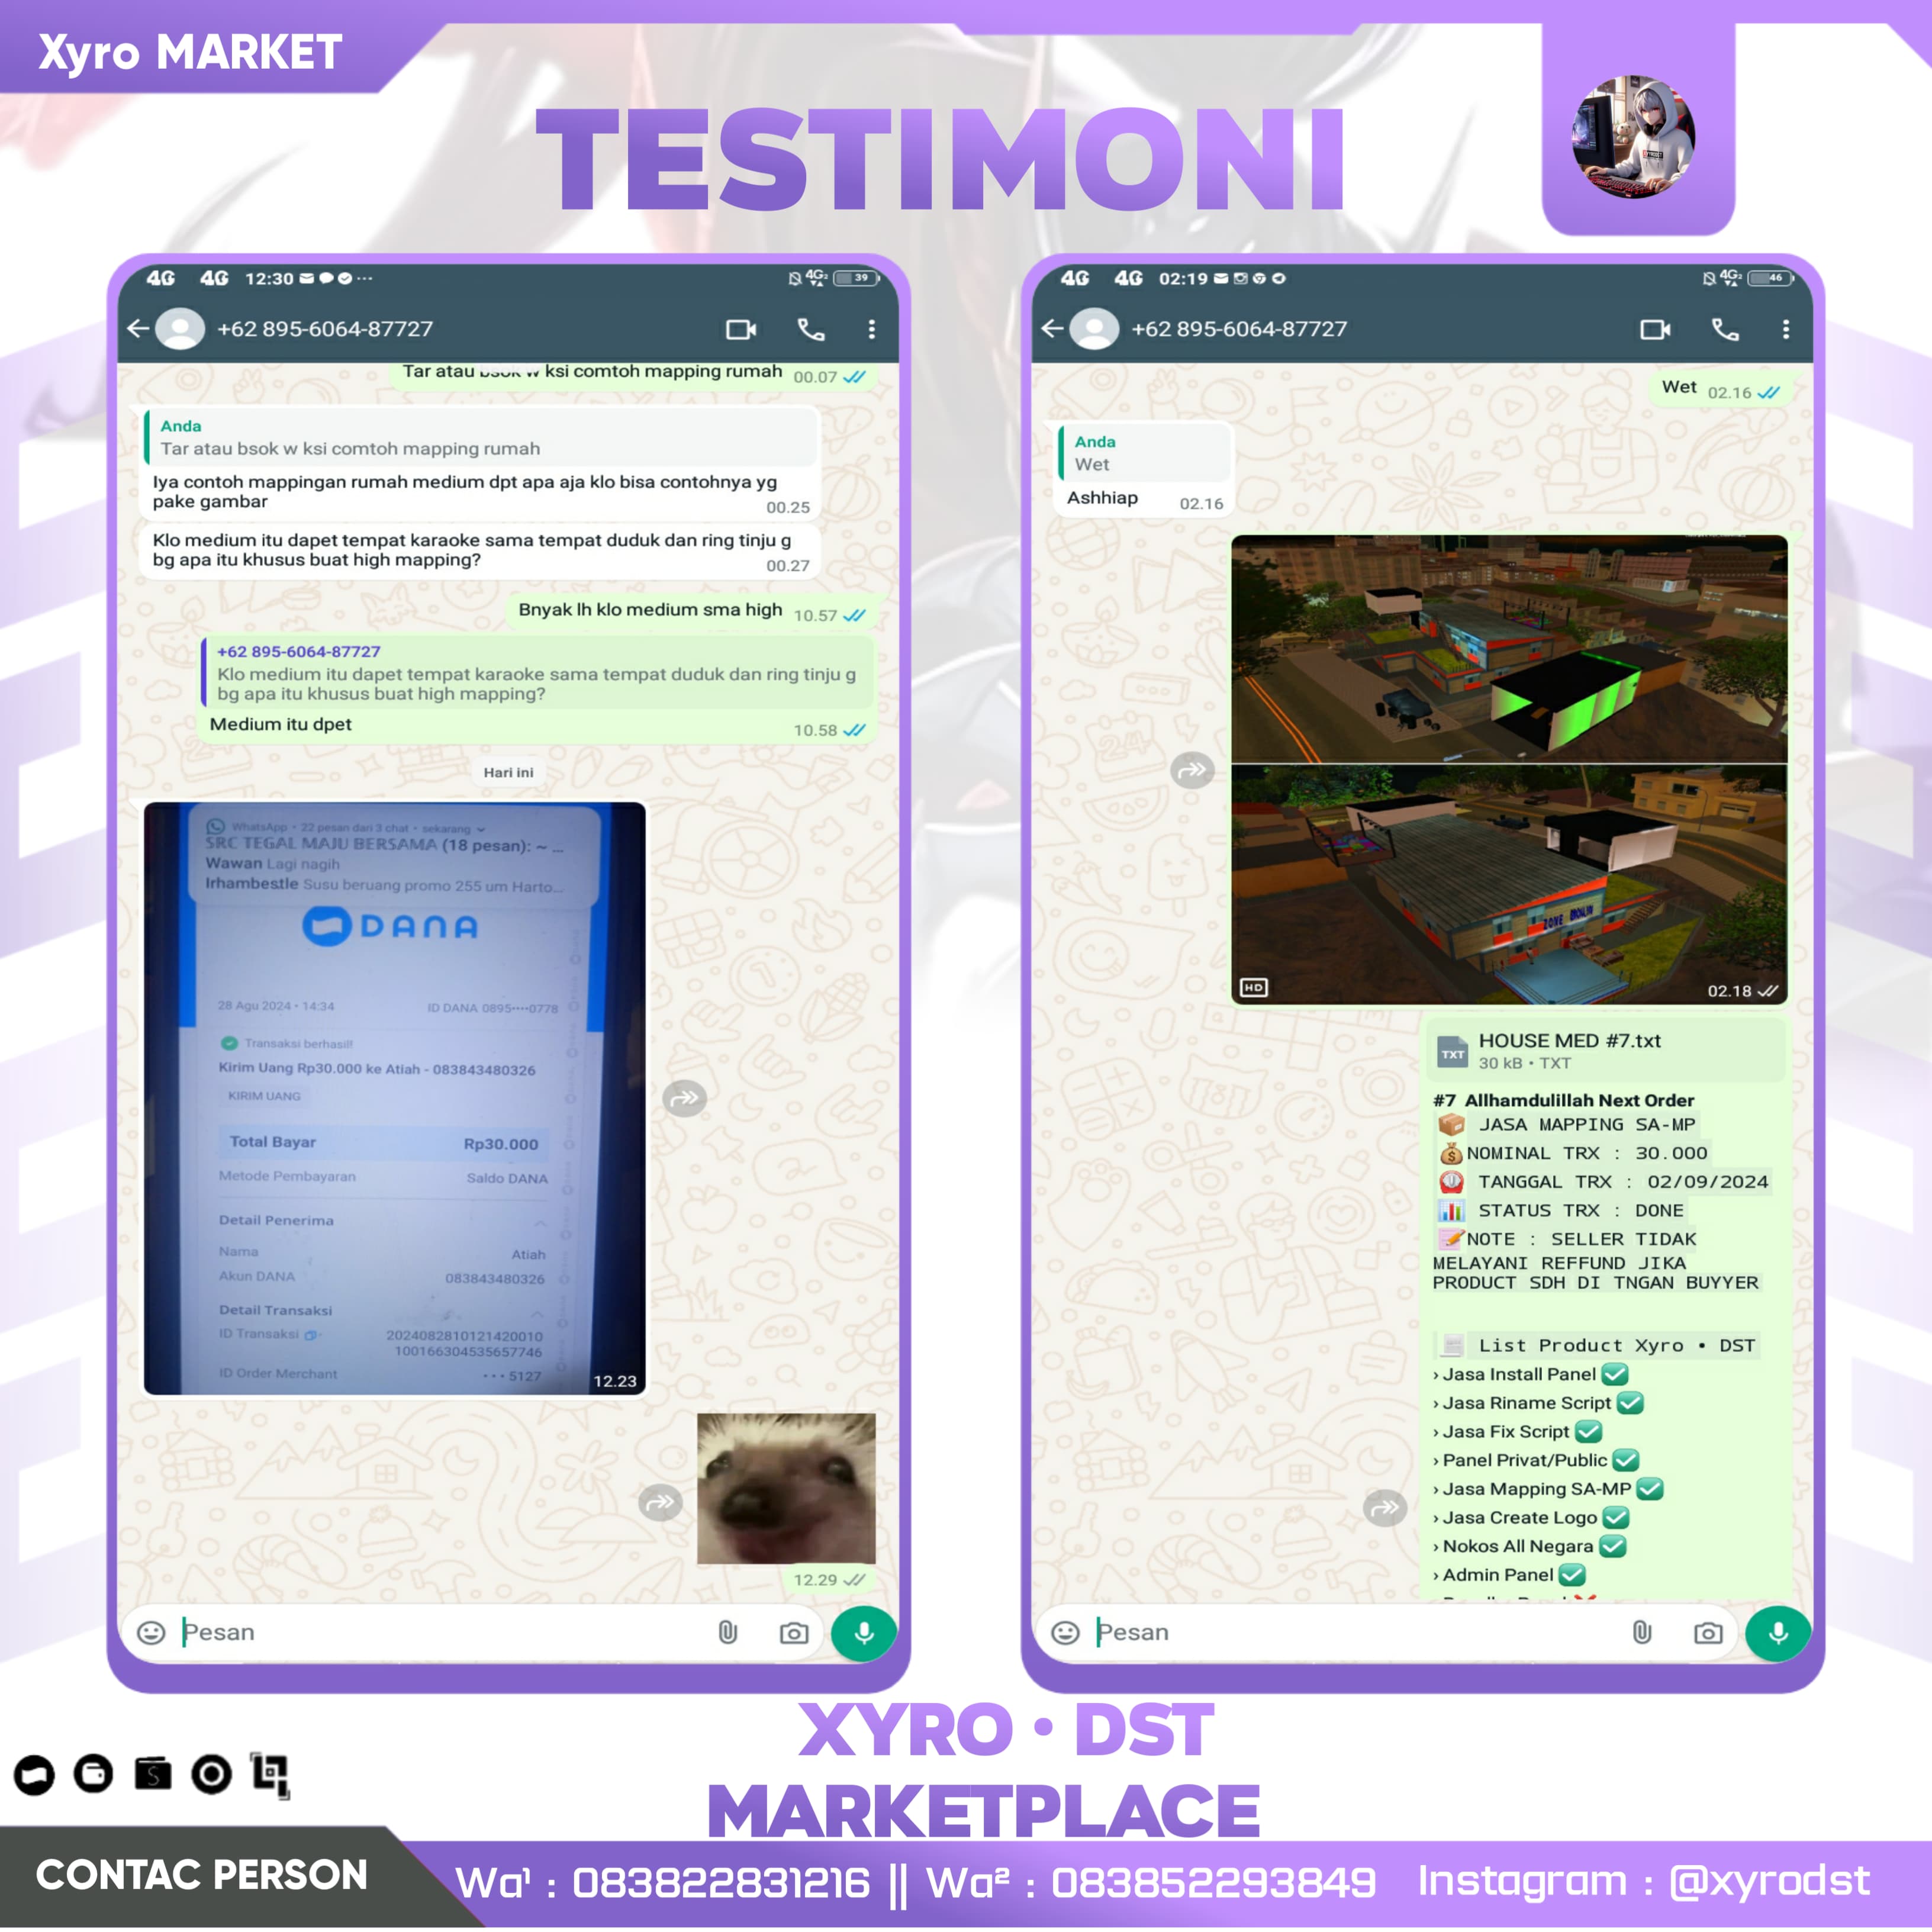 Xyro MARKET
TESTIMONI
4G 4G 12:30
4G2 39
+62 895-6064-87727
Tar atau bsok w ksi comtoh mapping rumah 00.07
Anda
Tar atau bsok w ksi comtoh mapping rumah
Iya contoh mappingan rumah medium dpt apa aja klo bisa contohnya yg
pake gambar 00.25
Klo medium itu dapet tempat karaoke sama tempat duduk dan ring tinju g
bg apa itu khusus buat high mapping? 00.27
Bnyak lh klo medium sma high 10.57
+62 895-6064-87727
Klo medium itu dapet tempat karaoke sama tempat duduk dan ring tinju g
bg apa itu khusus buat high mapping?
Medium itu dpet 10.58
Hari ini
WhatsApp • 22 pesan dari 3 chat • sekarang
SRC TEGAL MAJU BERSAMA (18 pesan): ~ ...
Wawan Lagi nagih
Irhambestle Susu beruang promo 255 um Harto...
DANA
28 Agu 2024 • 14:34 ID DANA 0895••••0778
Transaksi berhasil!
Kirim Uang Rp30.000 ke Atiah - 083843480326
KIRIM UANG
Total Bayar Rp30.000
Metode Pembayaran Saldo DANA
Detail Penerima
Nama Atiah
Akun DANA 083843480326
Detail Transaksi
ID Transaksi 2024082810121420010
100166304535657746
ID Order Merchant ••• 5127
12.23
12.29
Pesan
4G 4G 02:19
4G2 46
+62 895-6064-87727
Wet 02.16
Anda
Wet
Ashhiap 02.16
ZONE
HD 02.18
HOUSE MED #7.txt
TXT
30 kB • TXT
#7 Allhamdulillah Next Order
📦 JASA MAPPING SA-MP
💰NOMINAL TRX : 30.000
TANGGAL TRX : 02/09/2024
📊 STATUS TRX : DONE
📝NOTE : SELLER TIDAK
MELAYANI REFFUND JIKA
PRODUCT SDH DI TNGAN BUYYER
List Product Xyro • DST
› Jasa Install Panel ✅
› Jasa Riname Script ✅
› Jasa Fix Script ✅
› Panel Privat/Public ✅
› Jasa Mapping SA-MP ✅
› Jasa Create Logo ✅
› Nokos All Negara ✅
› Admin Panel ✅
Pesan
XYRO • DST
MARKETPLACE
CONTAC PERSON
Wa¹ : 083822831216 || Wa² : 083852293849 Instagram : @xyrodst